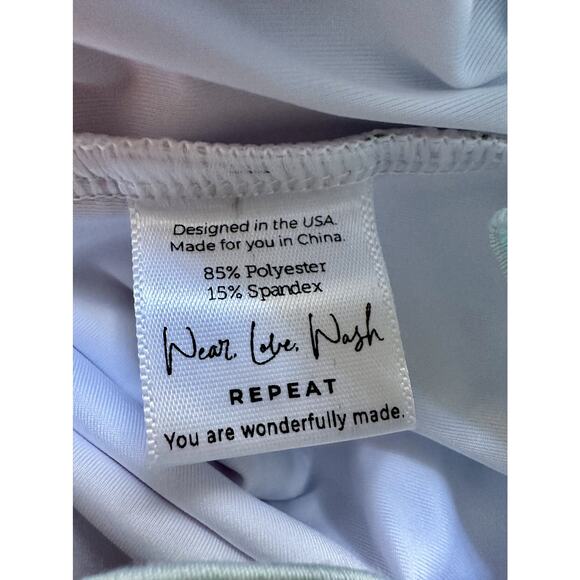 Designed in the USA.
Made for you in China.
85% Polyester
15% Spandex
Wear. Love. Wash
REPEAT
You are wonderfully made.